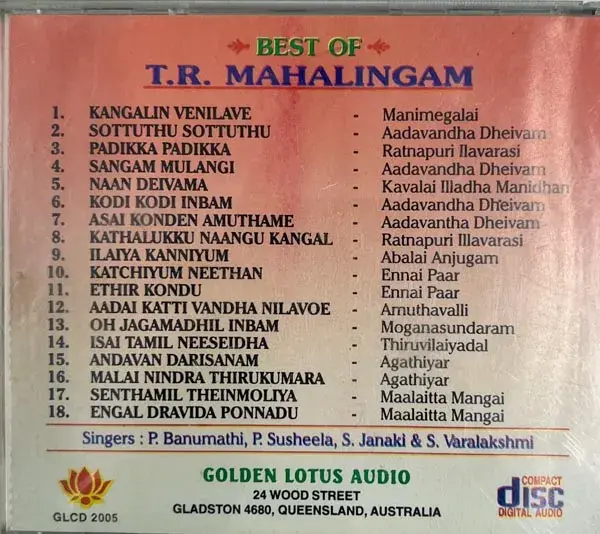 BEST OF
T.R. MAHALINGAM
1. KANGALIN VENILAVE - Manimegalai
2. SOTTUTHU SOTTUTHU - Aadavandha Dheivam
3. PADIKKA PADIKKA - Ratnapuri Ilavarasi
4. SANGAM MULANGI - Aadavandha Dheivam
5. NAAN DEIVAMA - Kavalai Illadha Manidhan
6. KODI KODI INBAM - Aadavandha Dheivam
7. ASAI KONDEN AMUTHAME - Aadavantha Dheivam
8. KATHALUKKU NAANGU KANGAL - Ratnapuri Illavarasi
9. ILAIYA KANNIYUM - Abalai Anjugam
10. KATCHIYUM NEETHAN - Ennai Paar
11. ETHIR KONDU - Ennai Paar
12. AADAI KATTI VANDHA NILAVOE - Amuthavalli
13. OH JAGAMADHIL INBAM - Moganasundaram
14. ISAI TAMIL NEESEIDHA - Thiruvilaiyadal
15. ANDAVAN DARISANAM - Agathiyar
16. MALAI NINDRA THIRUKUMARA - Agathiyar
17. SENTHAMIL THEINMOLIYA - Maalaitta Mangai
18. ENGAL DRAVIDA PONNADU - Maalaitta Mangai
Singers : P. Banumathi, P. Susheela, S. Janaki & S. Varalakshmi
GOLDEN LOTUS AUDIO
24 WOOD STREET
GLADSTON 4680, QUEENSLAND, AUSTRALIA
GLCD 2005
COMPACT
disc
DIGITAL AUDIO